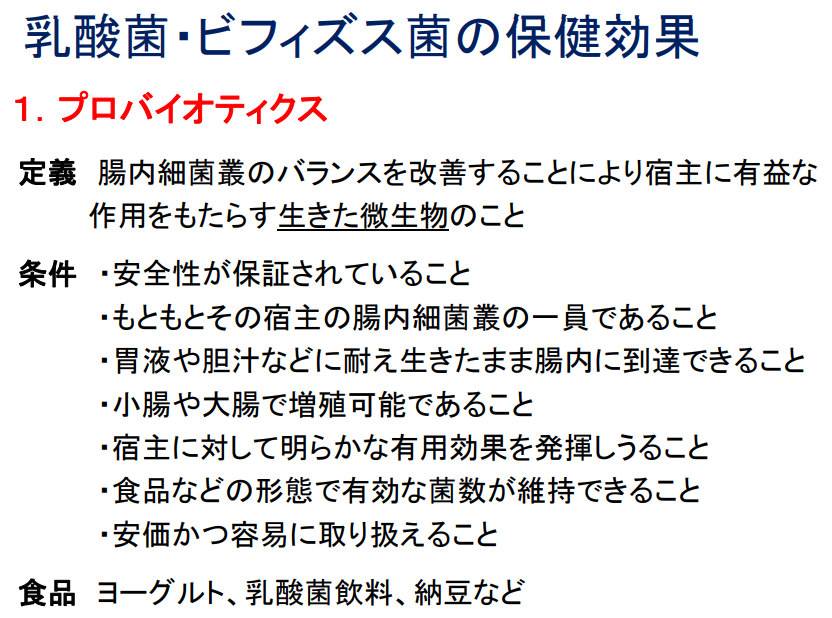 乳酸菌・ビフィズス菌の保健効果
1．プロバイオティクス
定義 腸内細菌叢のバランスを改善することにより宿主に有益な
作用をもたらす生きた微生物のこと
条件 ・安全性が保証されていること
・もともとその宿主の腸内細菌叢の一員であること
・胃液や胆汁などに耐え生きたまま腸内に到達できること
・小腸や大腸で増殖可能であること
・宿主に対して明らかな有用効果を発揮しうること
・食品などの形態で有効な菌数が維持できること
・安価かつ容易に取り扱えること
食品 ヨーグルト、乳酸菌飲料、納豆など